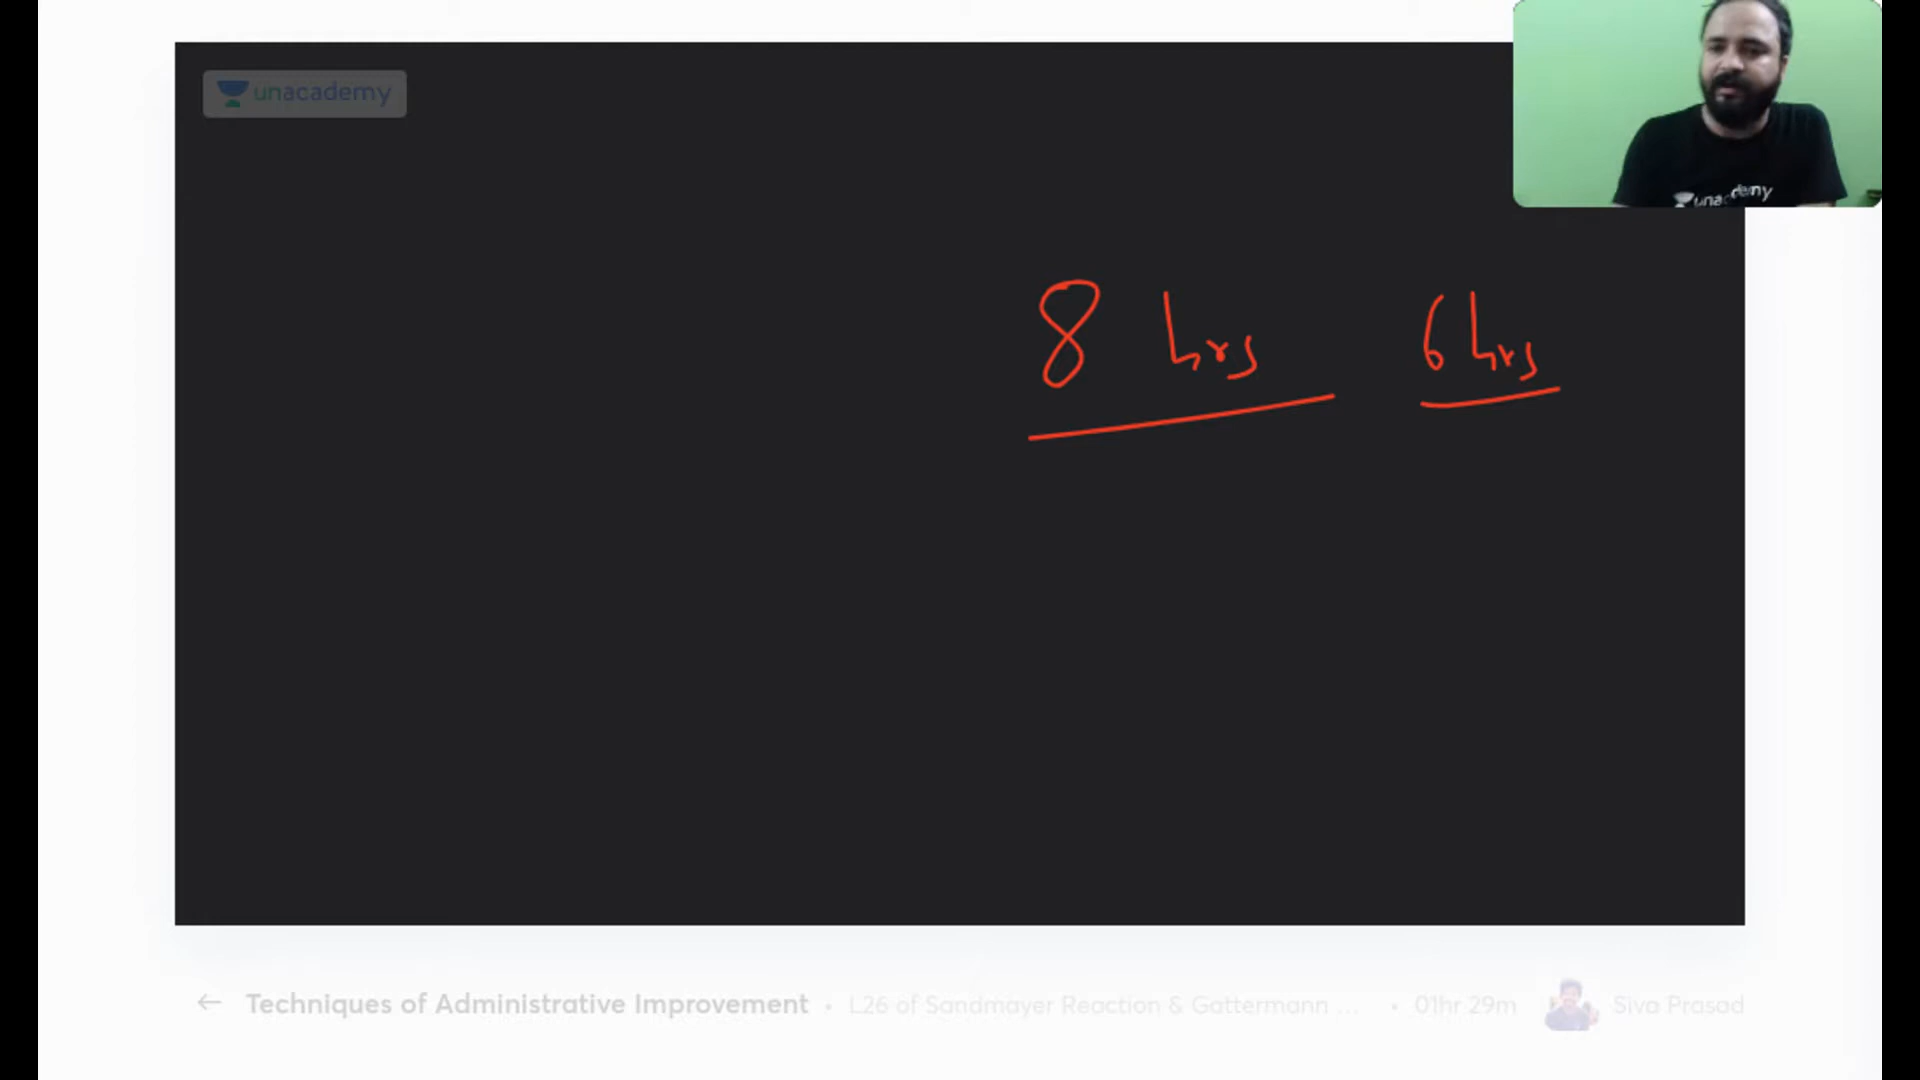 unacademy
unacademy
8 hrs 6 hrs
Techniques of Administrative Improvement • L26 of Sandmayer Reaction & Gattermann ... • 01hr 29m Siva Prasad